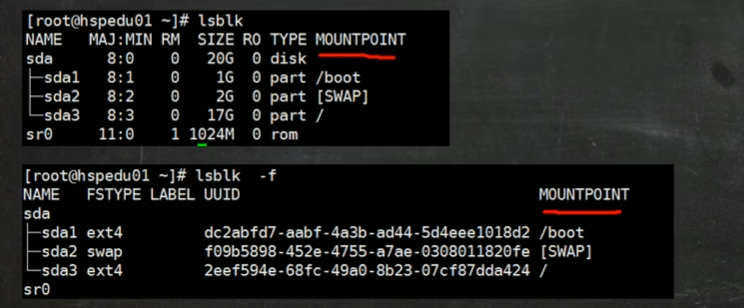 [root@hspedu01 ~]# lsblk
NAME   MAJ:MIN RM  SIZE RO TYPE MOUNTPOINT
sda      8:0    0   20G  0 disk
├─sda1   8:1    0    1G  0 part /boot
├─sda2   8:2    0    2G  0 part [SWAP]
└─sda3   8:3    0   17G  0 part /
sr0     11:0    1 1024M  0 rom
[root@hspedu01 ~]# lsblk  -f
NAME   FSTYPE LABEL UUID                                 MOUNTPOINT
sda
├─sda1 ext4         dc2abfd7-aabf-4a3b-ad44-5d4eee1018d2 /boot
├─sda2 swap         f09b5898-452e-4755-a7ae-0308011820fe [SWAP]
└─sda3 ext4         2eef594e-68fc-49a0-8b23-07cf87dda424 /
sr0